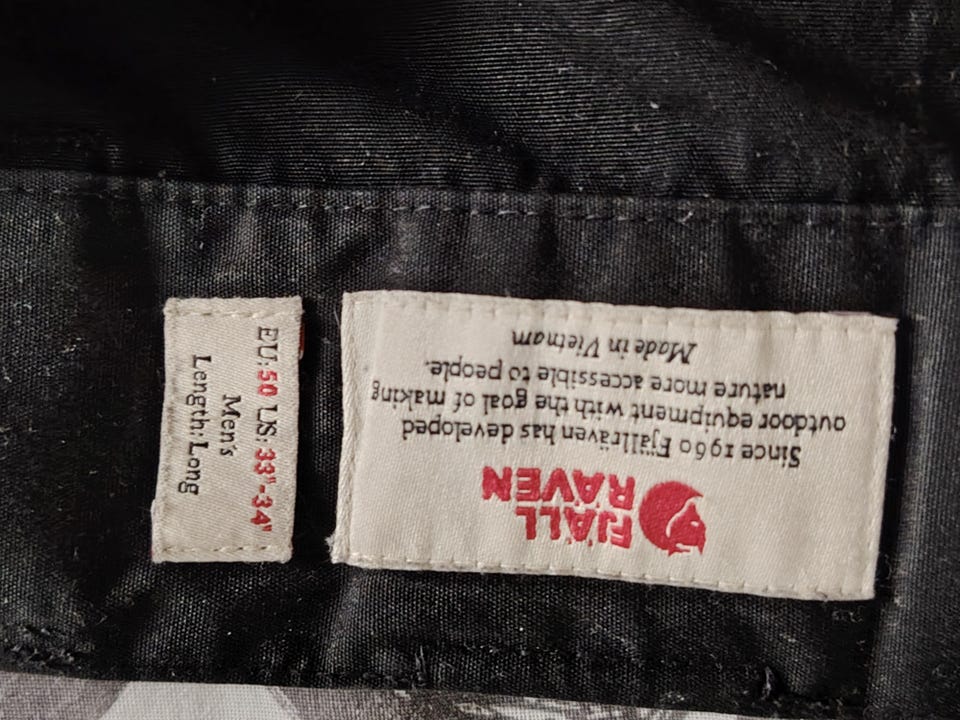 FJÄLL
RÄVEN
Since 1960 Fjällräven has developed
outdoor equipment with the goal of making
nature more accessible to people.
Made in Vietnam
EU:50 US:33"-34"
Men's
Length:Long